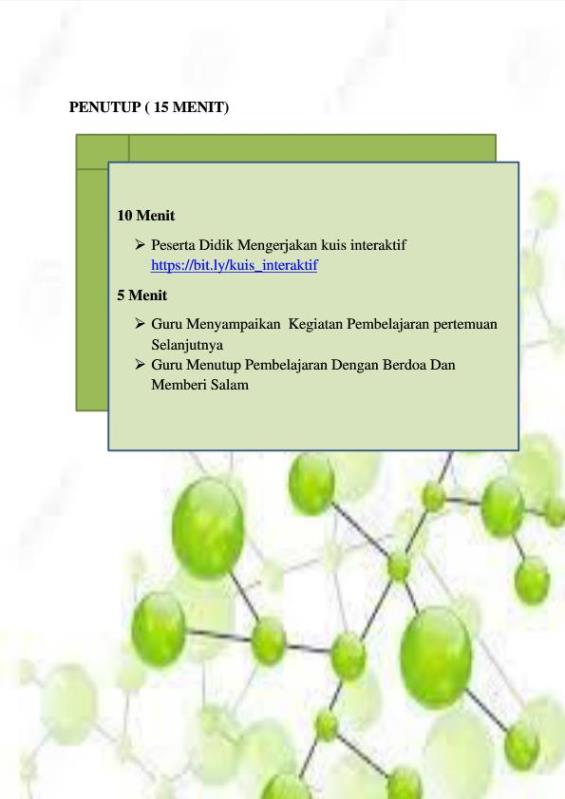 PENUTUP ( 15 MENIT)
10 Menit
➢ Peserta Didik Mengerjakan kuis interaktif
https://bit.ly/kuis_interaktif
5 Menit
➢ Guru Menyampaikan  Kegiatan Pembelajaran pertemuan
Selanjutnya
➢ Guru Menutup Pembelajaran Dengan Berdoa Dan
Memberi Salam